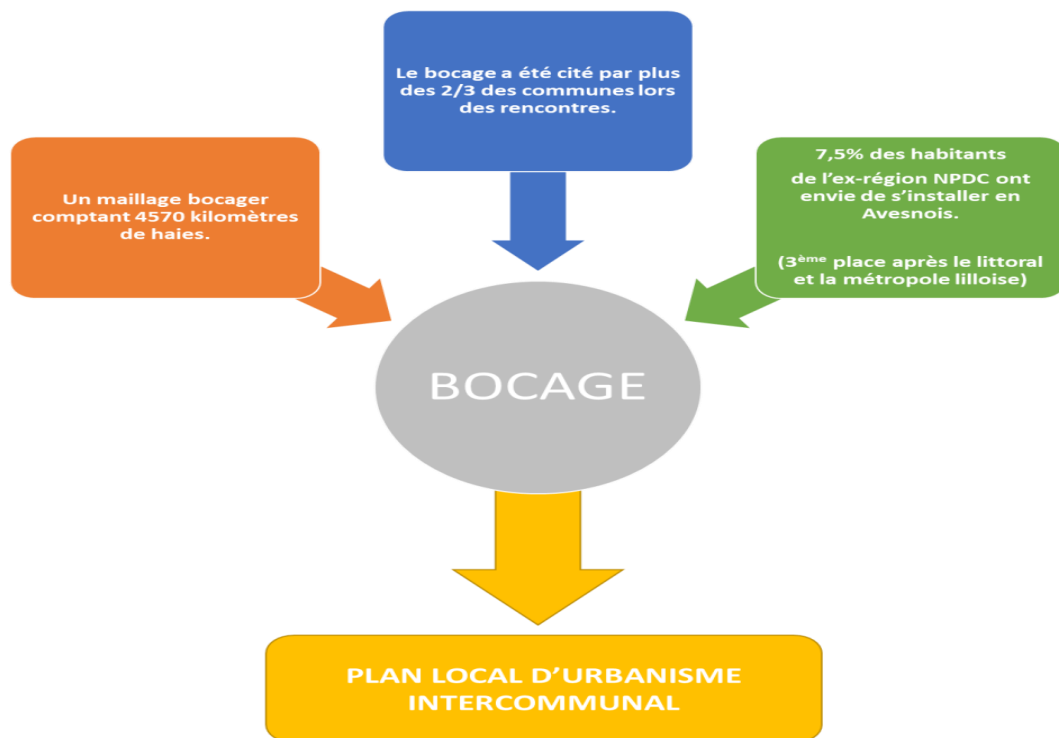 Le bocage a été cité par plus
des 2/3 des communes lors
des rencontres.
Un maillage bocager
comptant 4570 kilomètres
de haies.
7,5% des habitants
de l'ex-région NPDC ont
envie de s'installer en
Avesnois.
(3ème place après le littoral
et la métropole lilloise)
BOCAGE
PLAN LOCAL D'URBANISME
INTERCOMMUNAL